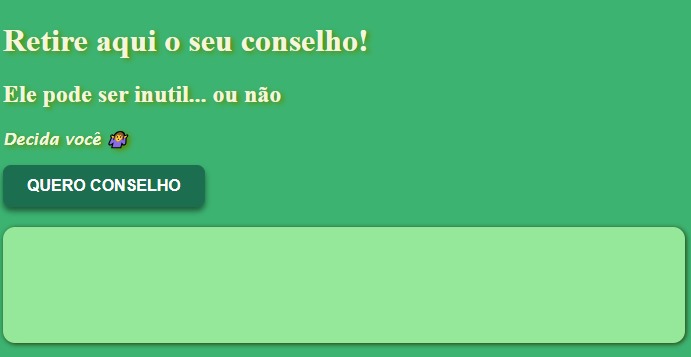 Retire aqui o seu conselho!
Ele pode ser inutil... ou não
Decida você 🤷‍♀️
QUERO CONSELHO